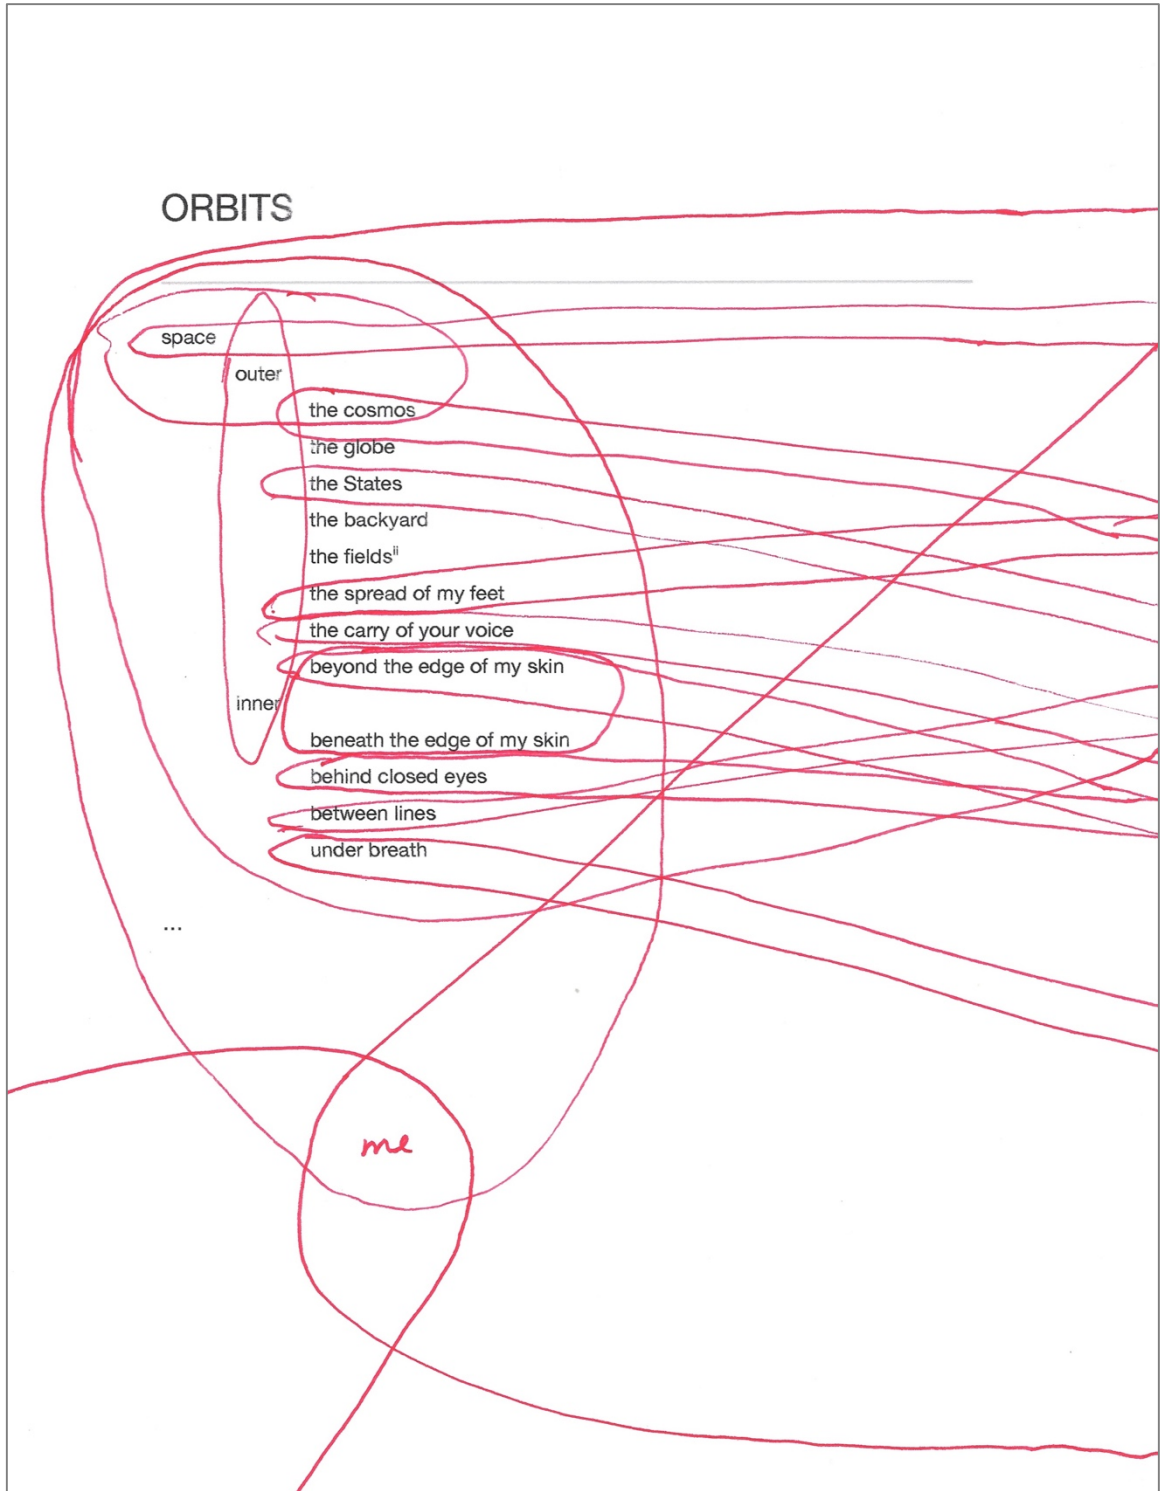 ORBITS
space
outer
the cosmos
the globe
the States
the backyard
the fieldsⁱⁱ
the spread of my feet
the carry of your voice
beyond the edge of my skin
inner
beneath the edge of my skin
behind closed eyes
between lines
under breath
...
me